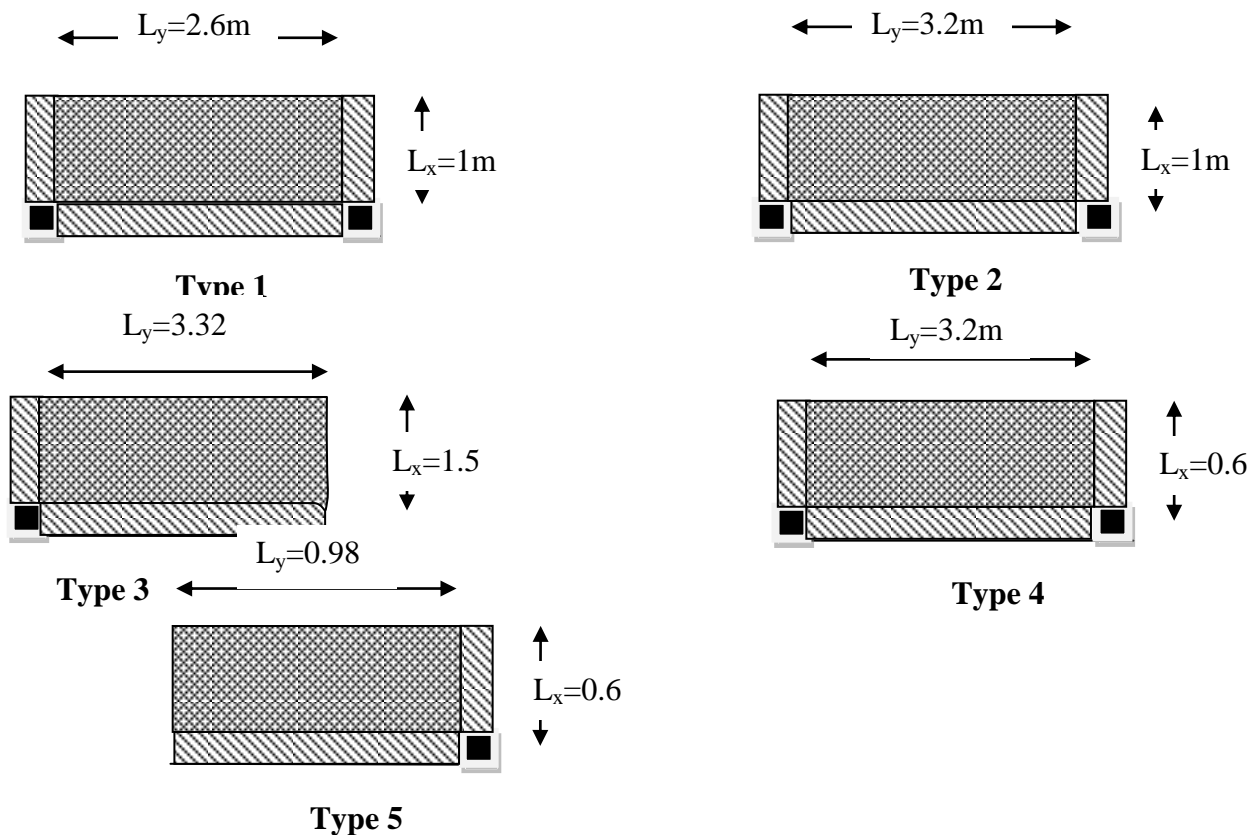 Ly=2.6m
Ly=3.2m
Lx=1m
Lx=1m
Type 1
Type 2
Ly=3.32
Ly=3.2m
Lx=1.5
Lx=0.6
Ly=0.98
Type 3
Type 4
Lx=0.6
Type 5